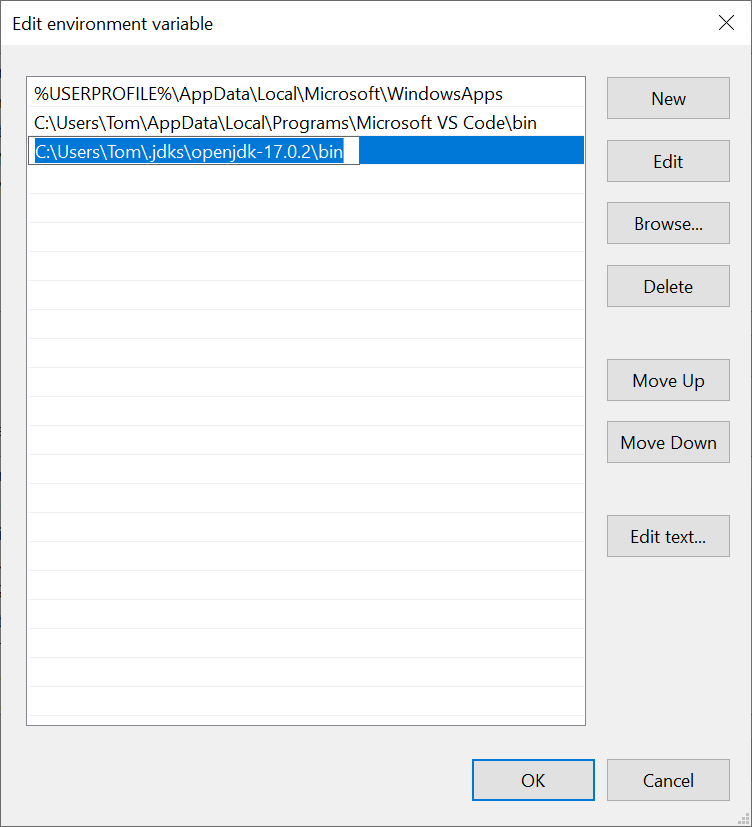 Edit environment variable
%USERPROFILE%\AppData\Local\Microsoft\WindowsApps
C:\Users\Tom\AppData\Local\Programs\Microsoft VS Code\bin
C:\Users\Tom\.jdks\openjdk-17.0.2\bin
New
Edit
Browse...
Delete
Move Up
Move Down
Edit text...
OK
Cancel